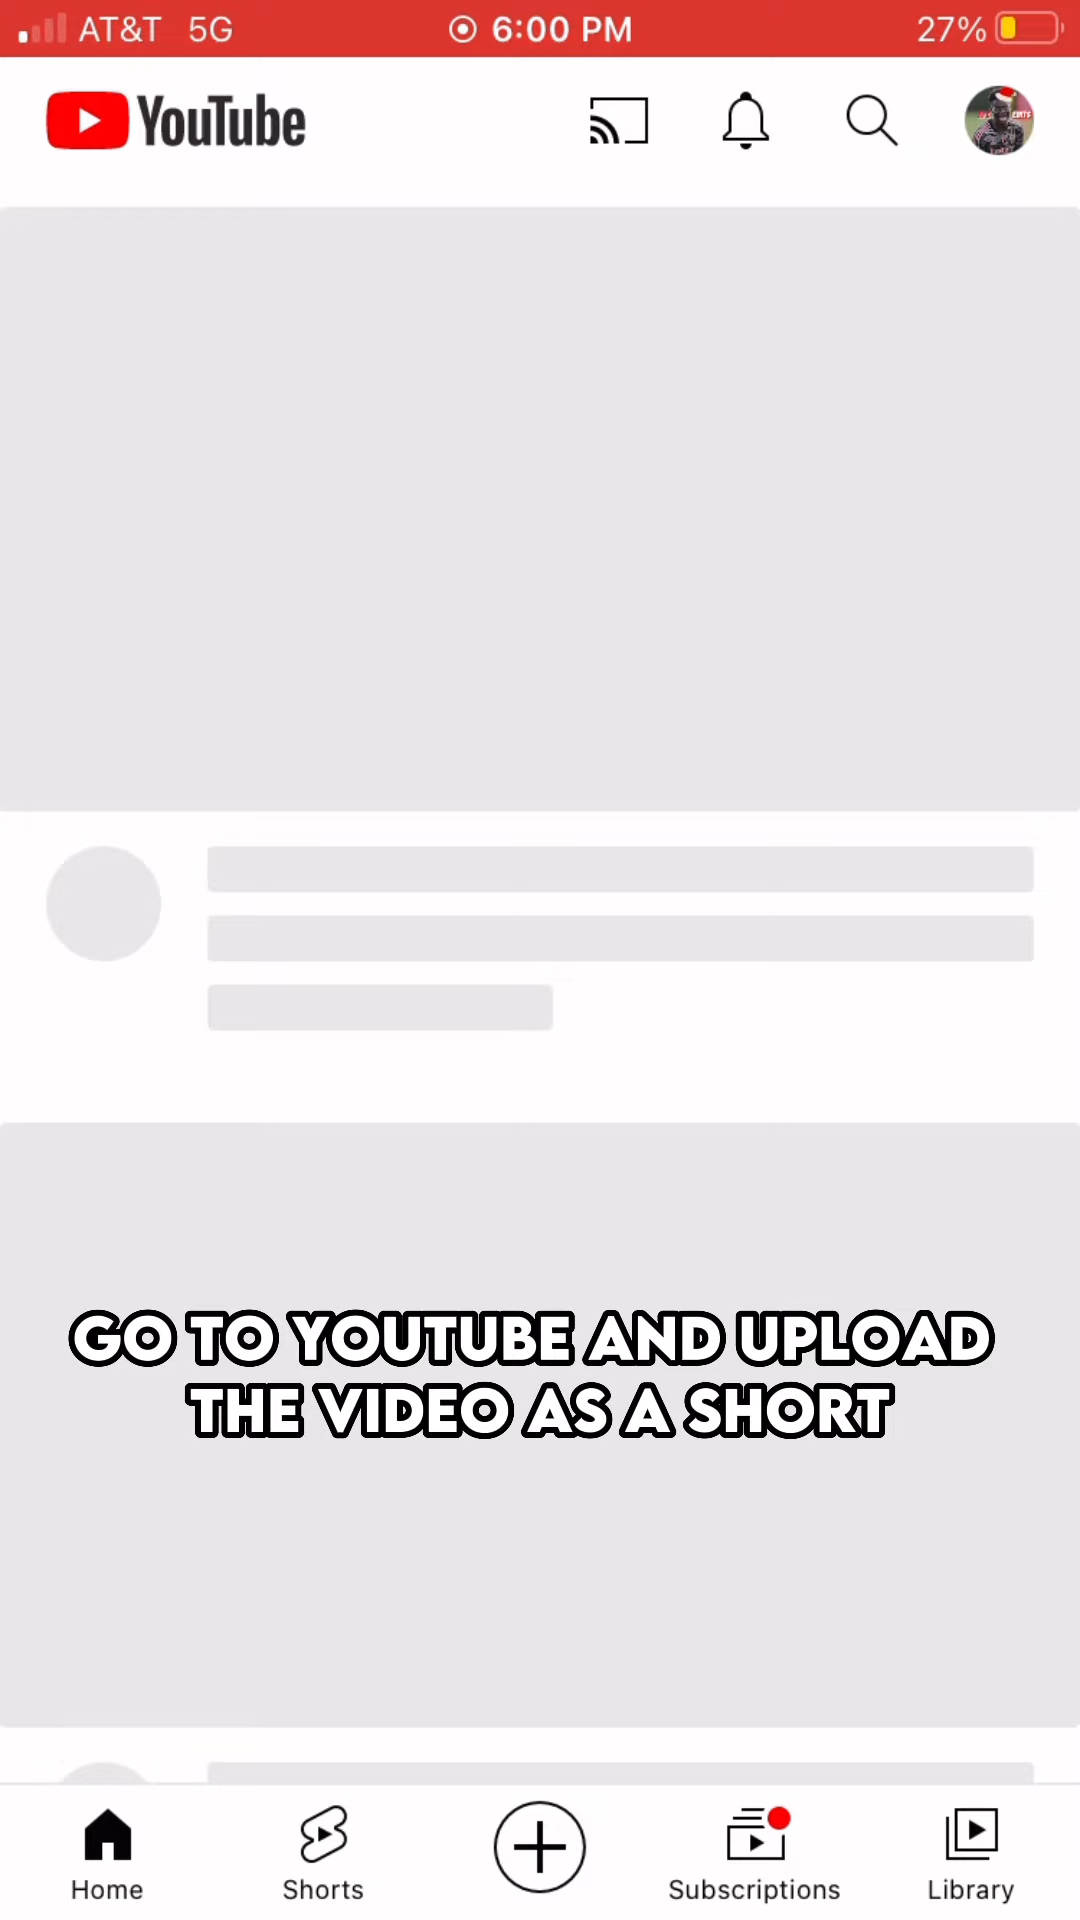 AT&T 5G 6:00 PM 27%
YouTube
GO TO YOUTUBE AND UPLOAD
THE VIDEO AS A SHORT
Home Shorts Subscriptions Library